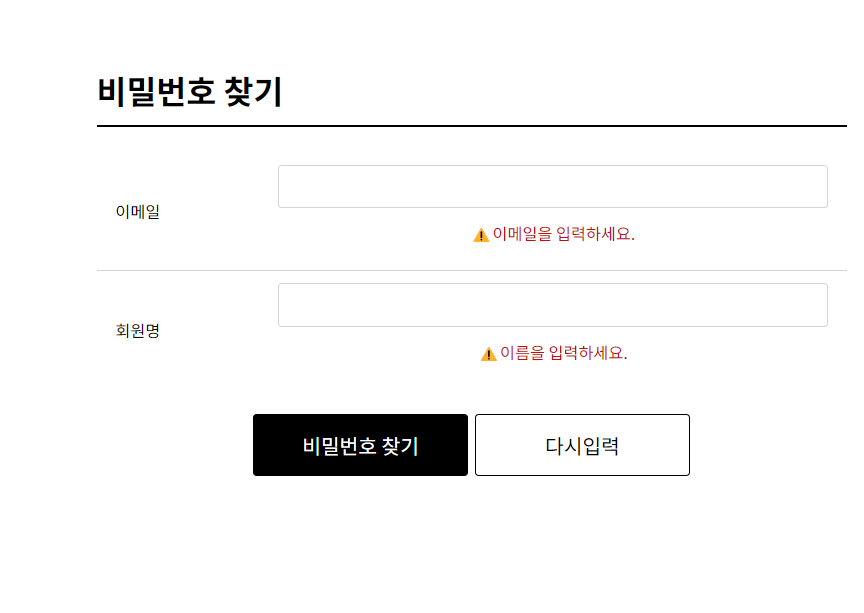 비밀번호 찾기
이메일
⚠ 이메일을 입력하세요.
회원명
⚠ 이름을 입력하세요.
비밀번호 찾기
다시입력